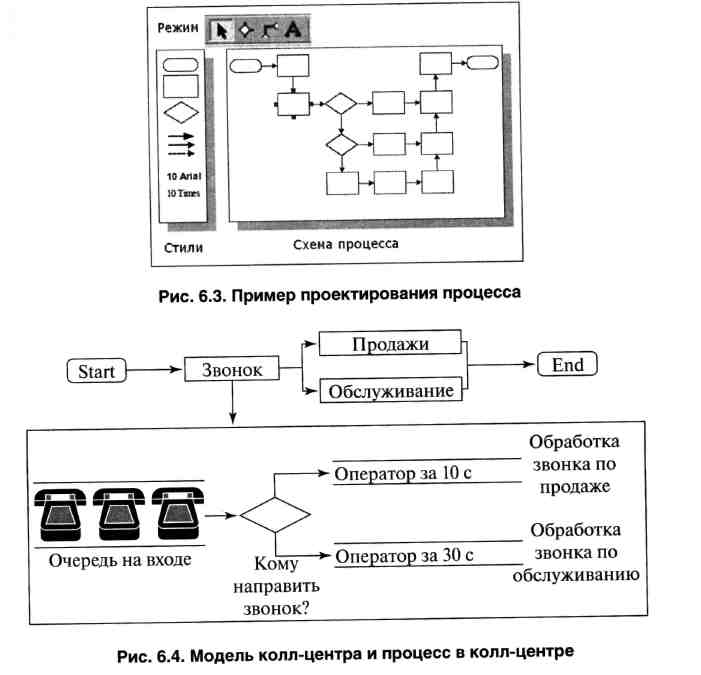 Режим
A
10 Arial
10 Times
Стили
Схема процесса
Рис. 6.3. Пример проектирования процесса
Start
Звонок
Продажи
Обслуживание
End
Очередь на входе
Кому
направить
звонок?
Оператор за 10 с
Обработка
звонка по
продаже
Оператор за 30 с
Обработка
звонка по
обслуживанию
Рис. 6.4. Модель колл-центра и процесс в колл-центре